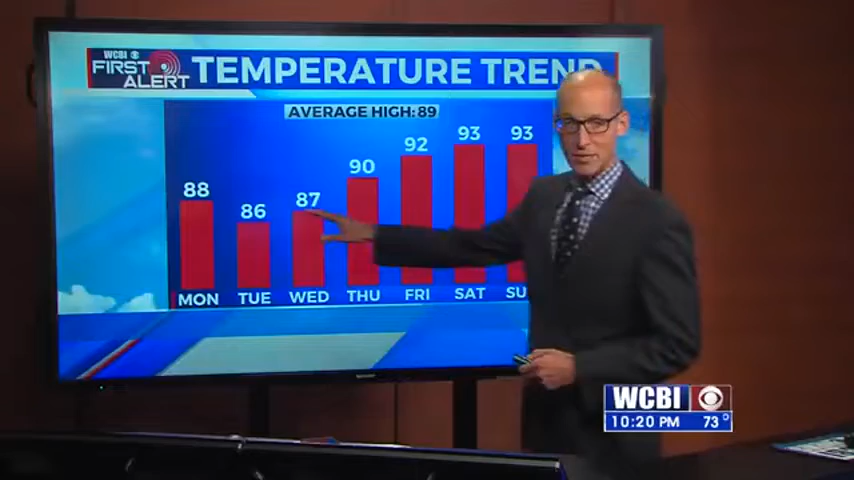 WCBI
FIRST
ALERT
TEMPERATURE TREND
AVERAGE HIGH: 89
88
86
87
90
92
93
93
MON
TUE
WED
THU
FRI
SAT
SU
WCBI
10:20 PM
73°